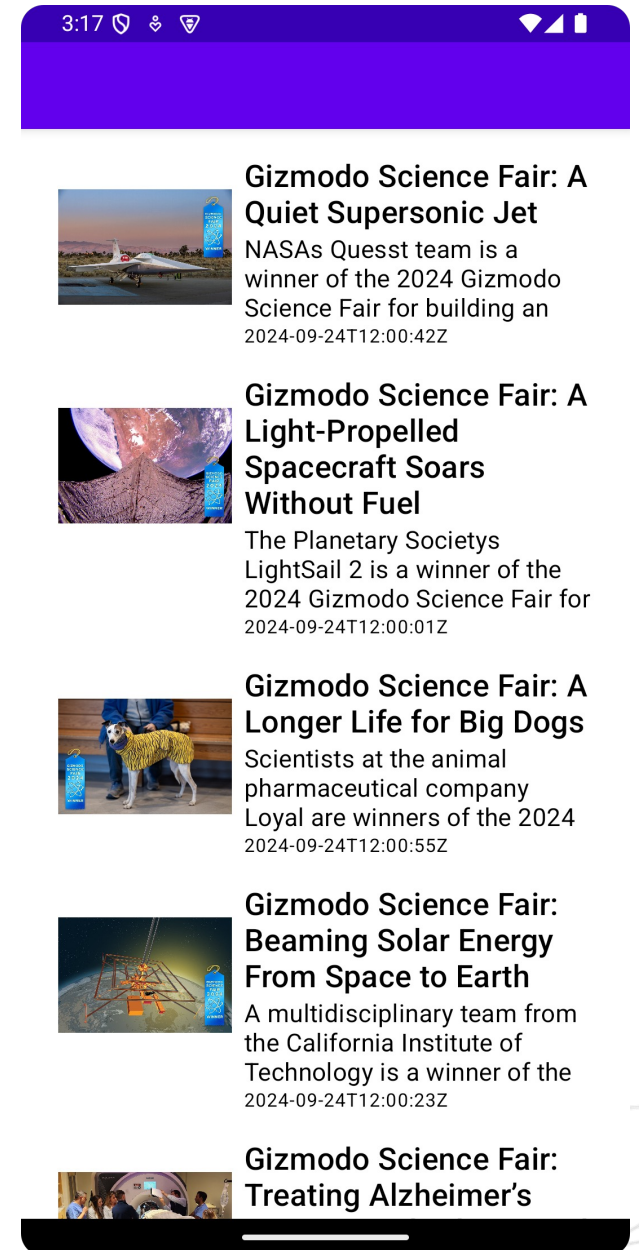 3:17
Gizmodo Science Fair: A
Quiet Supersonic Jet
NASAs Quesst team is a
winner of the 2024 Gizmodo
Science Fair for building an
2024-09-24T12:00:42Z
Gizmodo Science Fair: A
Light-Propelled
Spacecraft Soars
Without Fuel
The Planetary Societys
LightSail 2 is a winner of the
2024 Gizmodo Science Fair for
2024-09-24T12:00:01Z
Gizmodo Science Fair: A
Longer Life for Big Dogs
Scientists at the animal
pharmaceutical company
Loyal are winners of the 2024
2024-09-24T12:00:55Z
Gizmodo Science Fair:
Beaming Solar Energy
From Space to Earth
A multidisciplinary team from
the California Institute of
Technology is a winner of the
2024-09-24T12:00:23Z
Gizmodo Science Fair:
Treating Alzheimer’s